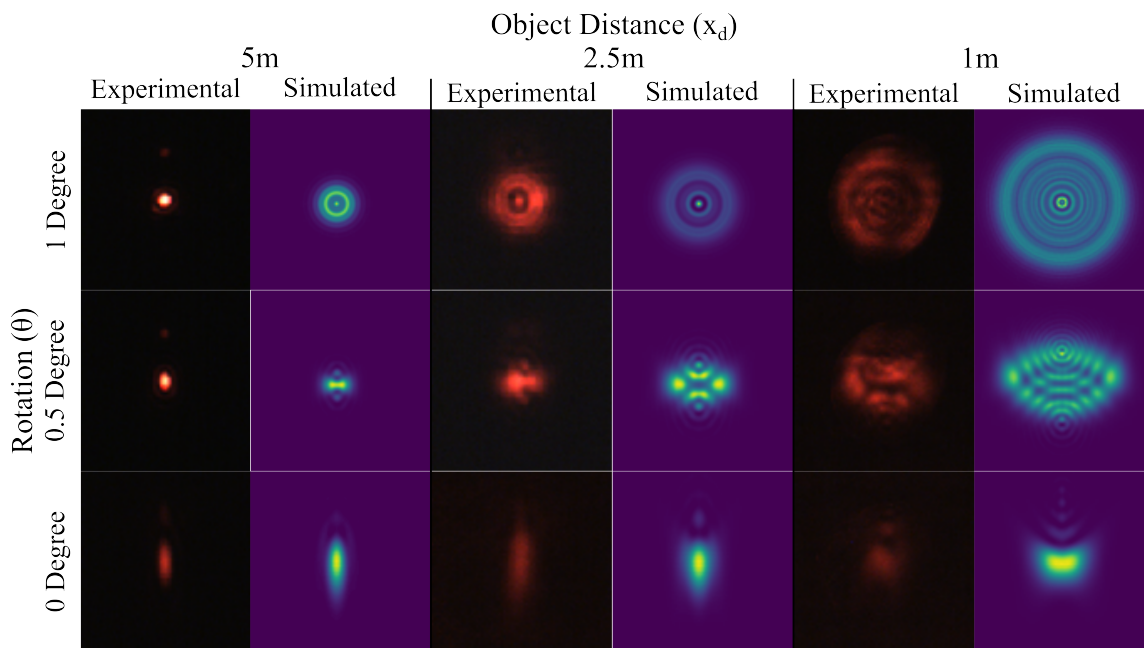 Object Distance (x_d)
5m 2.5m 1m
Experimental Simulated Experimental Simulated Experimental Simulated
Rotation (θ)
1 Degree
0.5 Degree
0 Degree